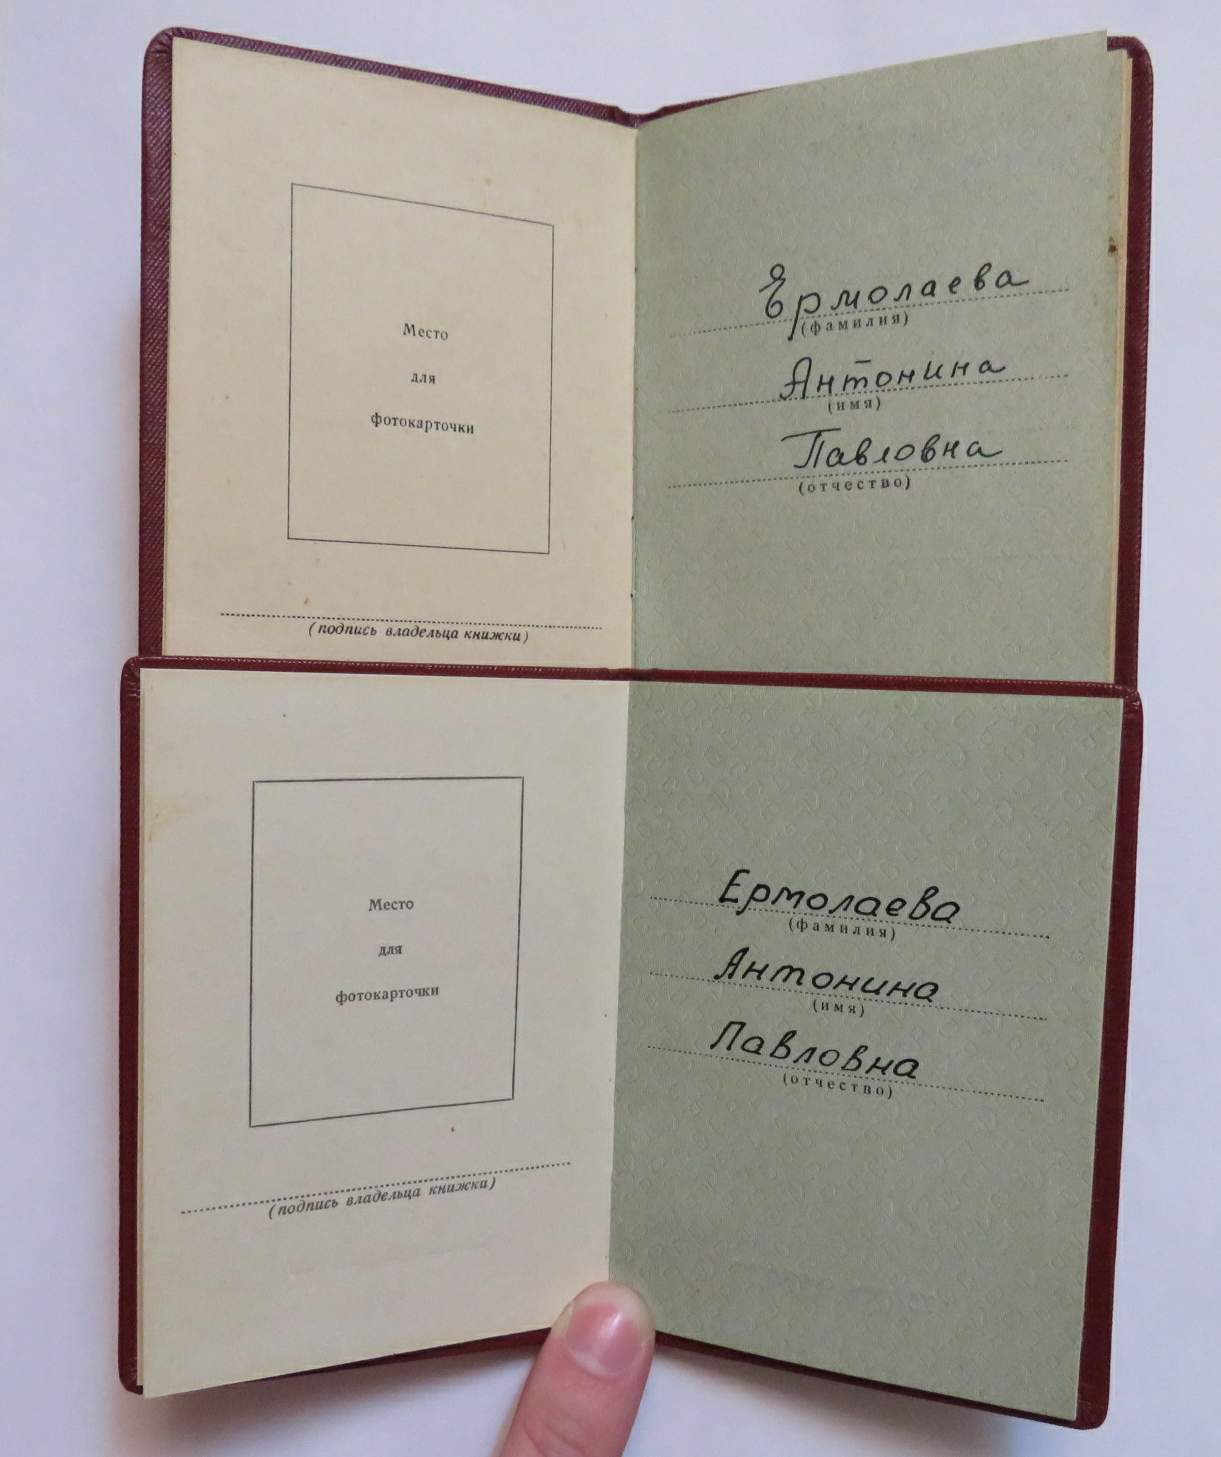 Место
для
фотокарточки
(подпись владельца книжки)
Ермолаева
(фамилия)
Антонина
(имя)
Павловна
(отчество)
Место
для
фотокарточки
(подпись владельца книжки)
Ермолаева
(фамилия)
Антонина
(имя)
Павловна
(отчество)